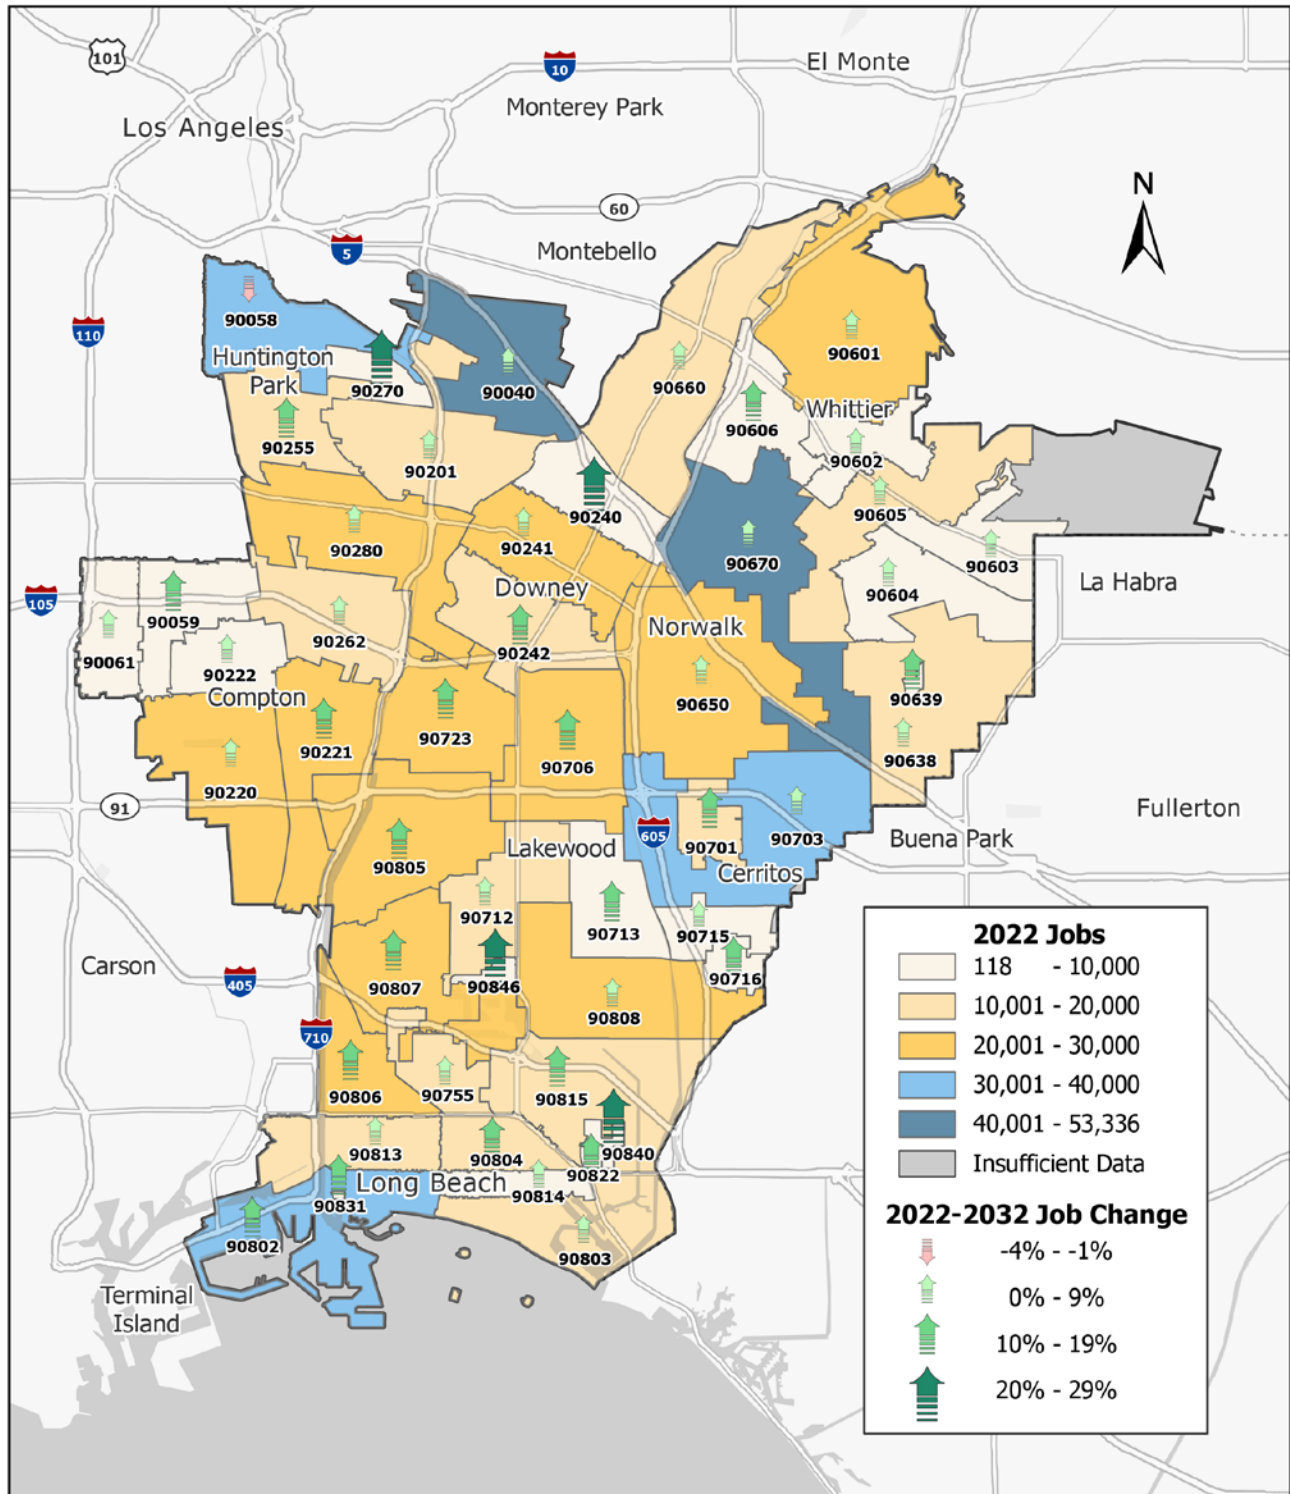 101
10
El Monte
Monterey Park
Los Angeles
N
60
5
Montebello
90058
110
90601
Huntington
Park
90270
90040
90660
Whittier
90606
90255
90602
90201
90240
90605
90280
90241
90670
90603
La Habra
105
Downey
90604
90059
90262
Norwalk
90061
90222
90242
Compton
90639
90650
90723
90221
90706
90638
90220
91
Fullerton
605
90703
Buena Park
90701
Lakewood
90805
Cerritos
90712
90713
90715
Carson
405
90807
90846
90716
90808
710
90806
90755
90815
90813
90804
90840
90822
Long Beach
90814
90831
90802
90803
Terminal
Island
2022 Jobs
118 - 10,000
10,001 - 20,000
20,001 - 30,000
30,001 - 40,000
40,001 - 53,336
Insufficient Data
2022-2032 Job Change
-4% - -1%
0% - 9%
10% - 19%
20% - 29%